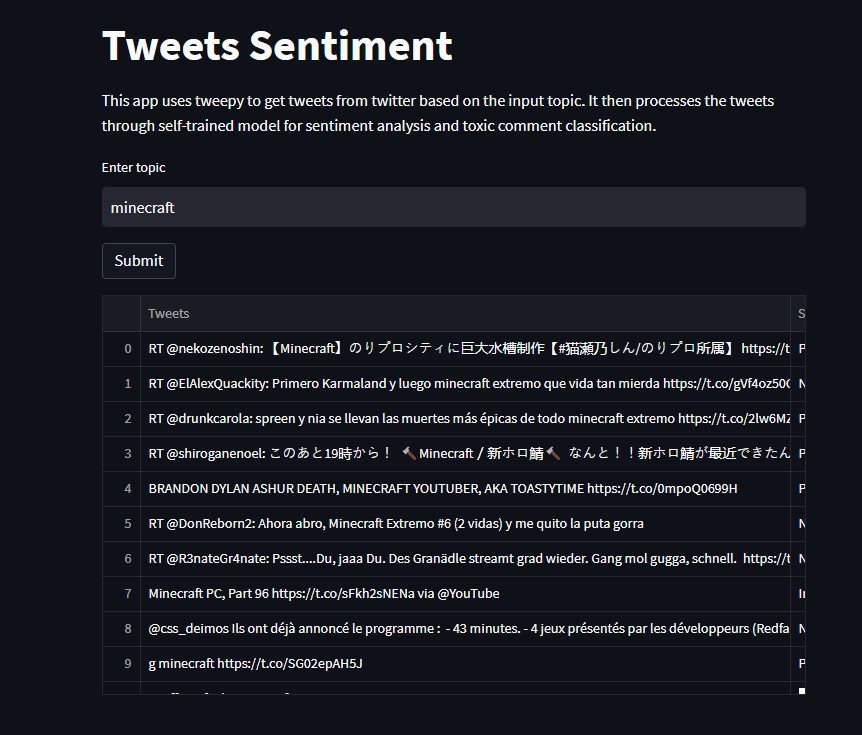 Tweets Sentiment
This app uses tweepy to get tweets from twitter based on the input topic. It then processes the tweets
through self-trained model for sentiment analysis and toxic comment classification.
Enter topic
minecraft
Submit
Tweets S
0 RT @nekozenoshin: 【Minecraft】のりプロシティに巨大水槽制作【#猫瀬乃しん/のりプロ所属】 https://t P
1 RT @ElAlexQuackity: Primero Karmaland y luego minecraft extremo que vida tan mierda https://t.co/gVf4oz50 N
2 RT @drunkcarola: spreen y nia se llevan las muertes más épicas de todo minecraft extremo https://t.co/2lw6MZ P
3 RT @shiroganenoel: このあと19時から！ 🔨Minecraft / 新ホロ鯖🔨 なんと！！新ホロ鯖が最近できたん P
4 BRANDON DYLAN ASHUR DEATH, MINECRAFT YOUTUBER, AKA TOASTYTIME https://t.co/0mpoQ0699H P
5 RT @DonReborn2: Ahora abro, Minecraft Extremo #6 (2 vidas) y me quito la puta gorra N
6 RT @R3nateGr4nate: Pssst....Du, jaaa Du. Des Granädle streamt grad wieder. Gang mol gugga, schnell. https://t N
7 Minecraft PC, Part 96 https://t.co/sFkh2sNENa via @YouTube
8 @css_deimos Ils ont déjà annoncé le programme : - 43 minutes. - 4 jeux présentés par les développeurs (Redfa N
9 g minecraft https://t.co/SG02epAH5J P